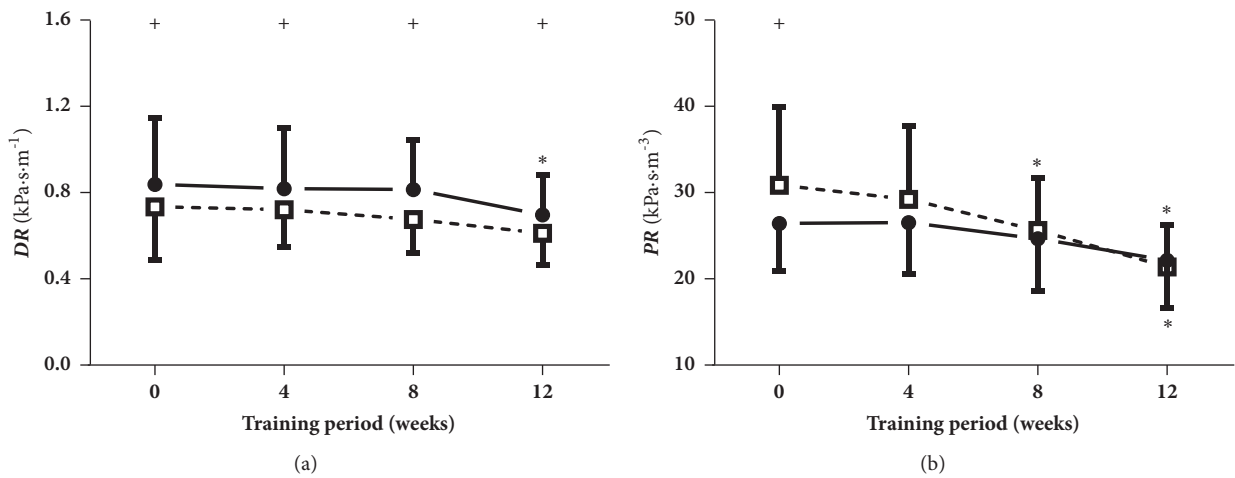 1.6
1.2
0.8
0.4
0.0
DR (kPa·s·m⁻¹)
+ + + +
*
0 4 8 12
Training period (weeks)
(a)
50
40
30
20
10
PR (kPa·s·m⁻³)
+
*
*
*
0 4 8 12
Training period (weeks)
(b)